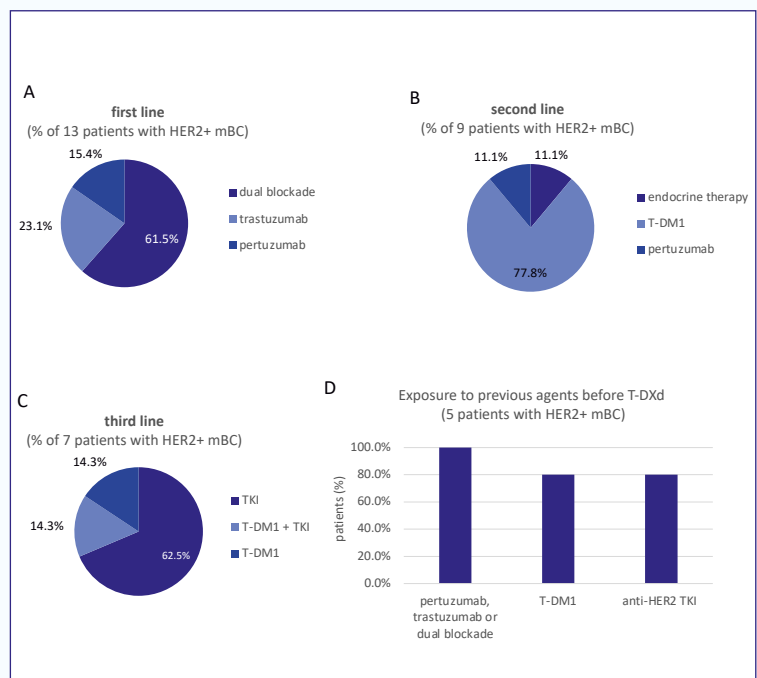 A
first line
(% of 13 patients with HER2+ mBC)
15.4%
23.1%
61.5%
dual blockade
trastuzumab
pertuzumab
B
second line
(% of 9 patients with HER2+ mBC)
11.1%
11.1%
77.8%
endocrine therapy
T-DM1
pertuzumab
C
third line
(% of 7 patients with HER2+ mBC)
14.3%
14.3%
62.5%
TKI
T-DM1 + TKI
T-DM1
D
Exposure to previous agents before T-DXd
(5 patients with HER2+ mBC)
patients (%)
100.0%
80.0%
60.0%
40.0%
20.0%
0.0%
pertuzumab,
trastuzumab or
dual blockade
T-DM1
anti-HER2 TKI